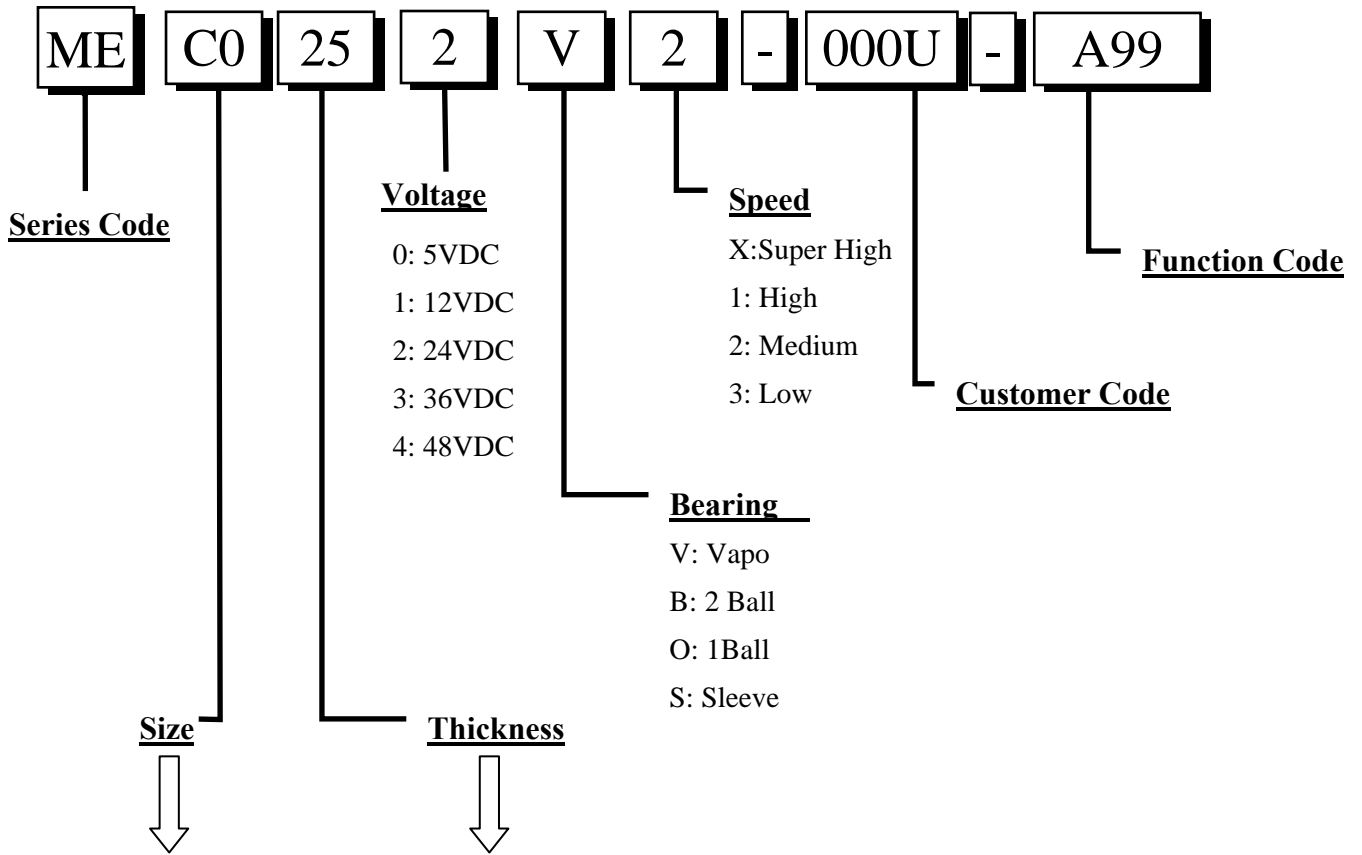 ME C0 25 2 V 2 - 000U - A99
Series Code
Voltage
0: 5VDC
1: 12VDC
2: 24VDC
3: 36VDC
4: 48VDC
Speed
X:Super High
1: High
2: Medium
3: Low
Function Code
Customer Code
Bearing
V: Vapo
B: 2 Ball
O: 1Ball
S: Sleeve
Size
Thickness